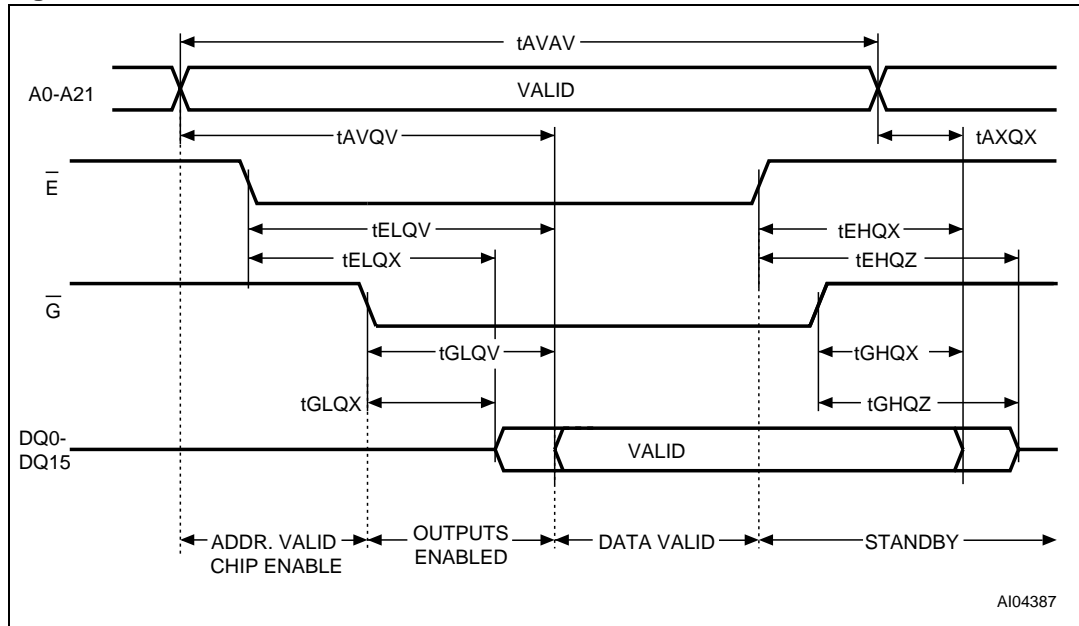 tAVAV
A0-A21
VALID
tAVQV
tAXQX
E
tELQV
tEHQX
tELQX
tEHQZ
G
tGLQV
tGHQX
tGLQX
tGHQZ
DQ0-
DQ15
VALID
ADDR. VALID
CHIP ENABLE
OUTPUTS
ENABLED
DATA VALID
STANDBY
AI04387